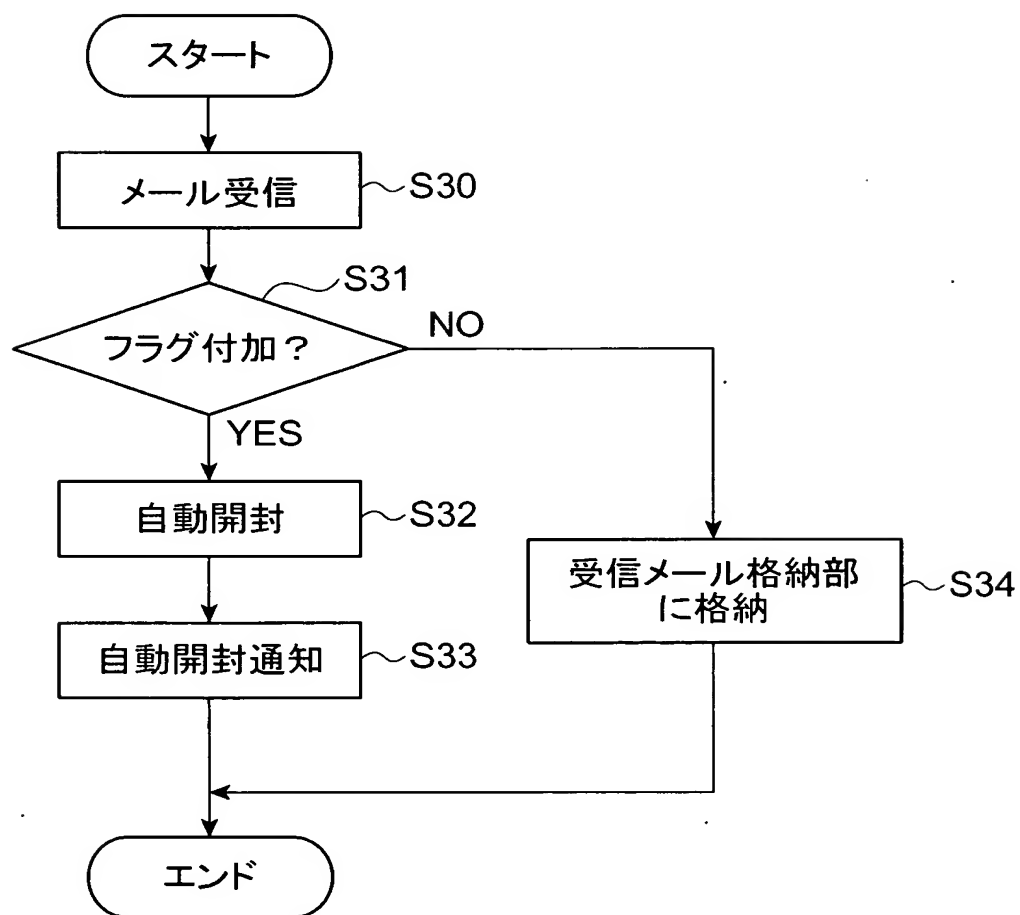 スタート
メール受信
S30
S31
フラグ付加?
NO
YES
自動開封
S32
受信メール格納部
に格納
S34
自動開封通知
S33
エンド